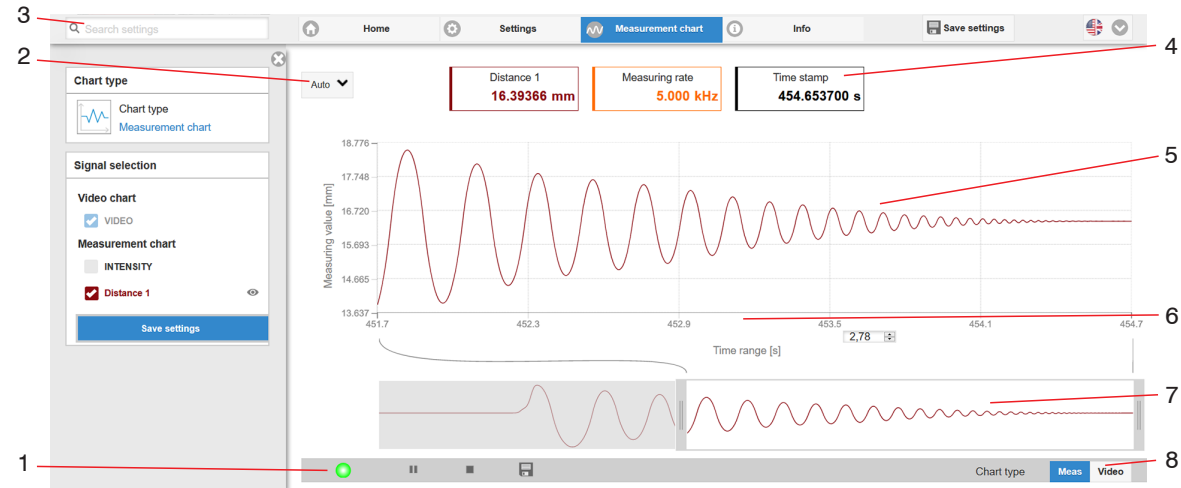 3
Search settings
Home
Settings
Measurement chart
Info
Save settings
4
2
Chart type
Chart type
Measurement chart
Auto
Distance 1
16.39366 mm
Measuring rate
5.000 kHz
Time stamp
454.653700 s
Signal selection
Video chart
VIDEO
Measurement chart
INTENSITY
Distance 1
Save settings
Measuring value [mm]
18.776
17.748
16.720
15.693
14.665
13.637
5
6
451.7
452.3
452.9
453.5
454.1
454.7
2,78
Time range [s]
7
1
Chart type
Meas
Video
8